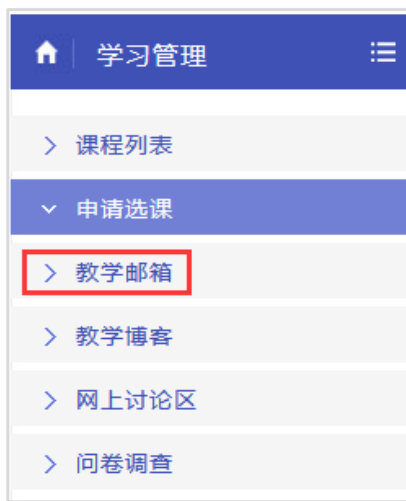 学习管理
课程列表
申请选课
教学邮箱
教学博客
网上讨论区
问卷调查